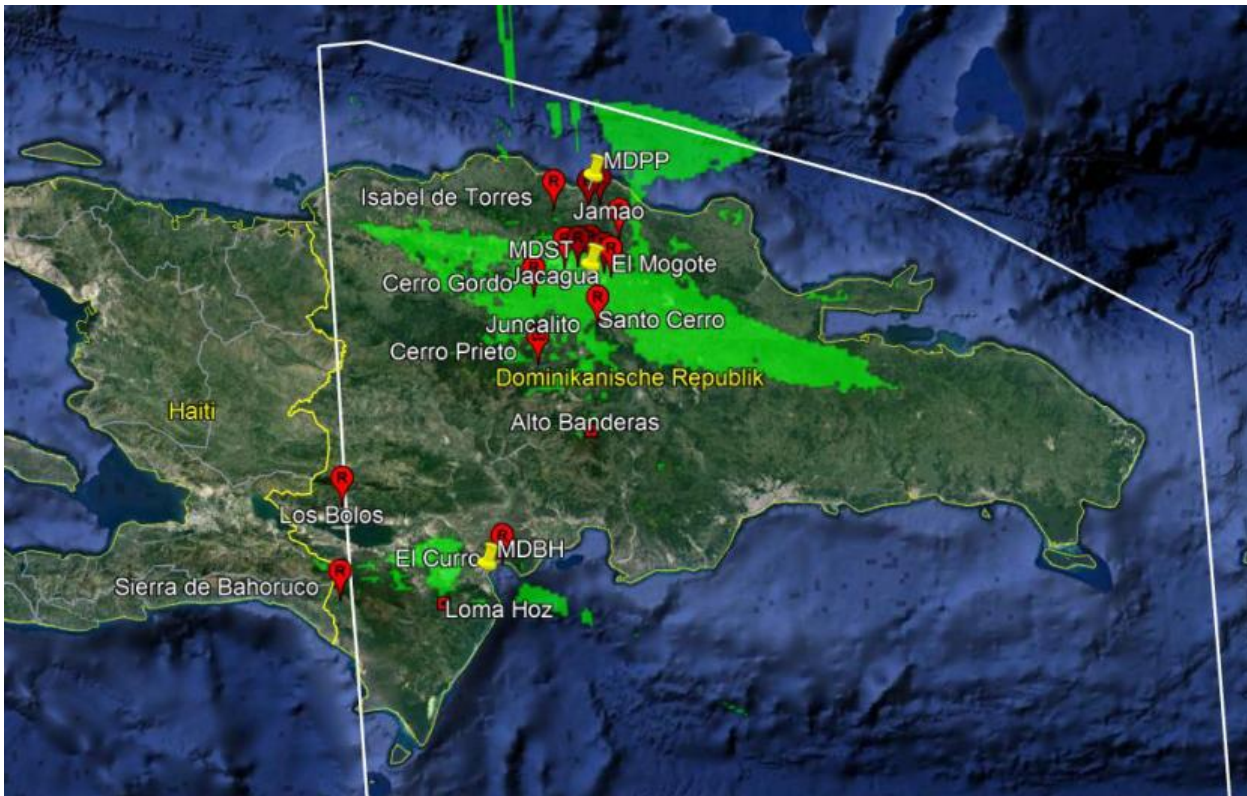 MDPP
Isabel de Torres
Jamao
MDST
El Mogote
Cerro Gordo
Jacagua
Santo Cerro
Juncalito
Cerro Prieto
Dominikanische Republik
Haiti
Alto Banderas
Los Bolos
El Curro
MDBH
Sierra de Bahoruco
Loma Hoz